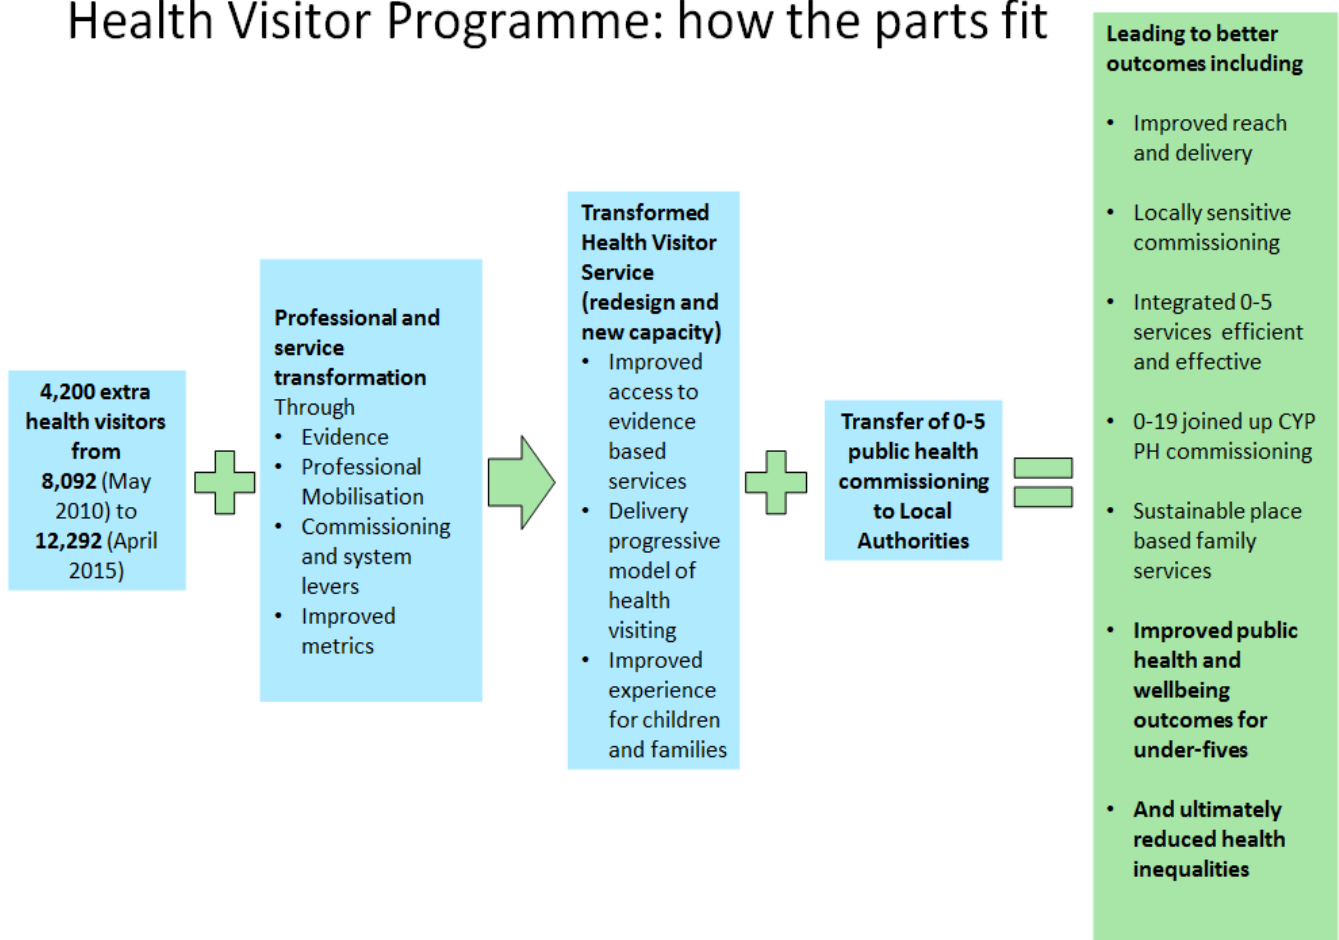 Health Visitor Programme: how the parts fit
4,200 extra
health visitors
from
8,092 (May
2010) to
12,292 (April
2015)
Professional and
service
transformation
Through
• Evidence
• Professional
Mobilisation
• Commissioning
and system
levers
• Improved
metrics
Transformed
Health Visitor
Service
(redesign and
new capacity)
• Improved
access to
evidence
based
services
• Delivery
progressive
model of
health
visiting
• Improved
experience
for children
and families
Transfer of 0-5
public health
commissioning
to Local
Authorities
Leading to better
outcomes including
• Improved reach
and delivery
• Locally sensitive
commissioning
• Integrated 0-5
services efficient
and effective
• 0-19 joined up CYP
PH commissioning
• Sustainable place
based family
services
• Improved public
health and
wellbeing
outcomes for
under-fives
• And ultimately
reduced health
inequalities